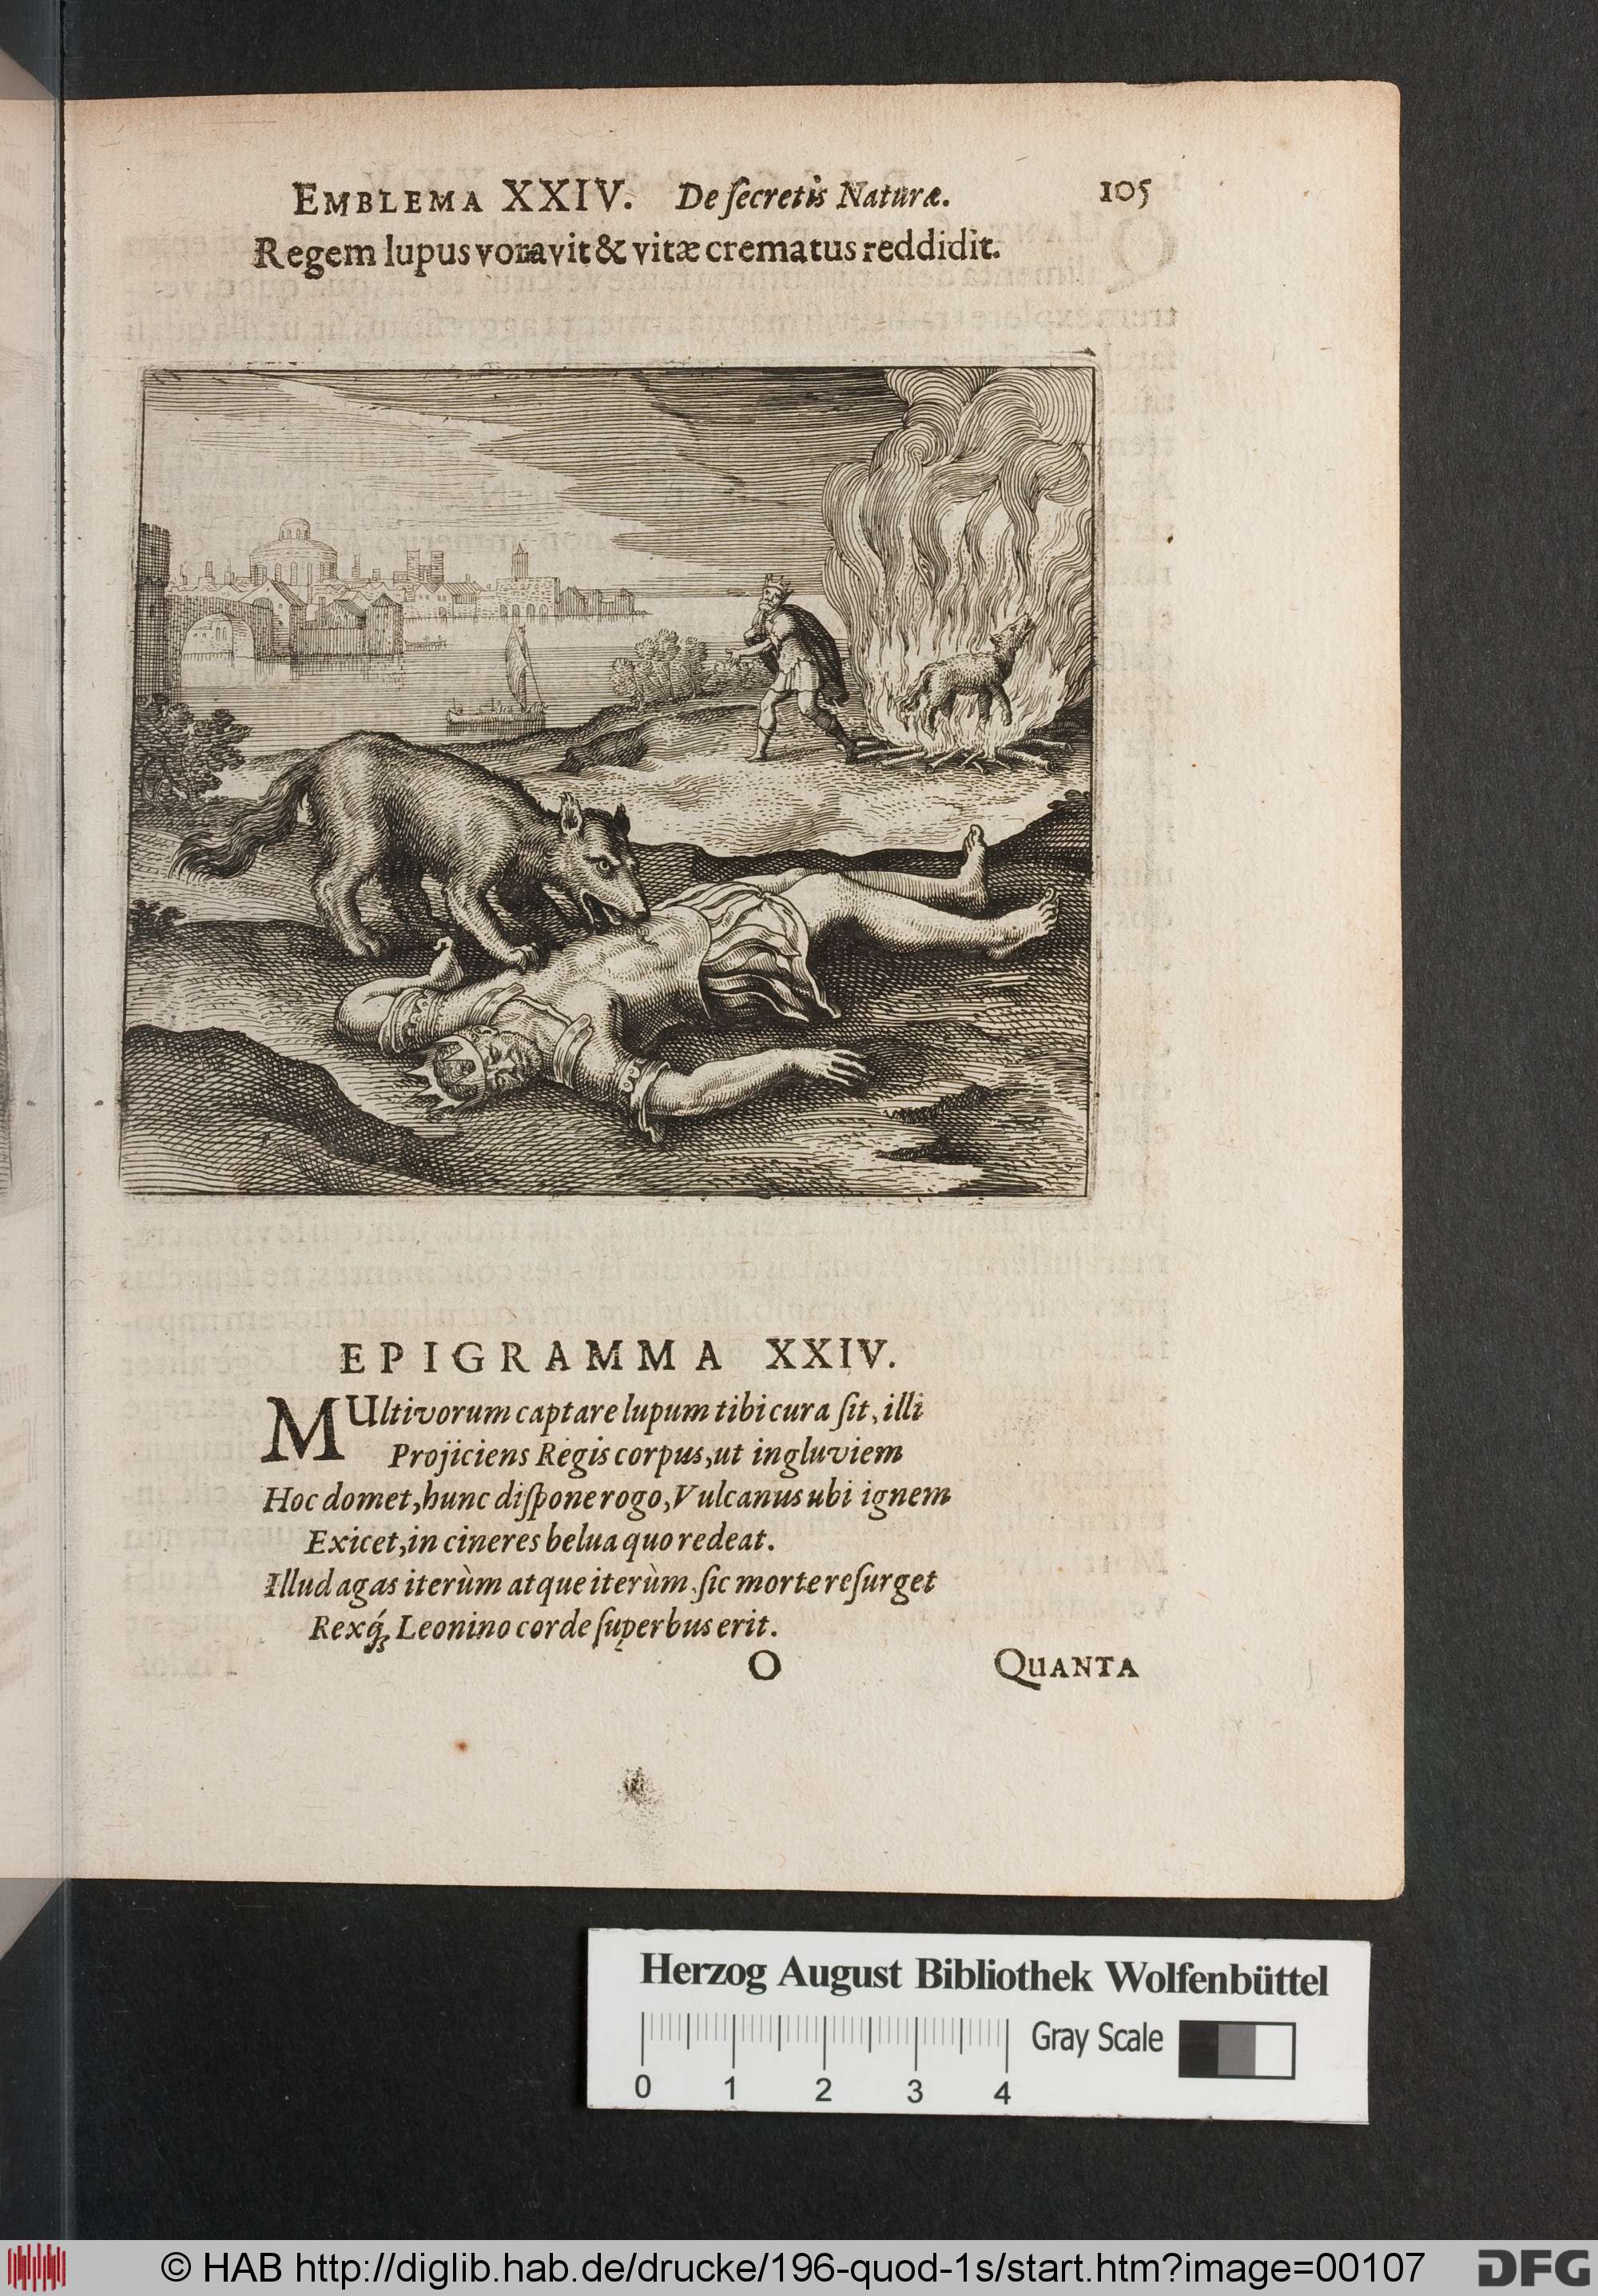 EMBLEMA XXIV. De ſecretis Naturæ. 105
Regem lupus voravit & vitæ crematus reddidit.
EPIGRAMMA XXIV.
MUltivorum captare lupum tibi cura ſit, illi
Projiciens Regis corpus, ut ingluviem
Hoc domet, hunc diſpone rogo, Vulcanus ubi ignem
Exicet, in cineres belua quo redeat.
Illud agas iterùm atque iterùm, ſic morte reſurget
Rexq́; Leonino corde ſuperbus erit.
O QUANTA
Herzog August Bibliothek Wolfenbüttel
Gray Scale
0 1 2 3 4
© HAB http://diglib.hab.de/drucke/196-quod-1s/start.htm?image=00107 DFG